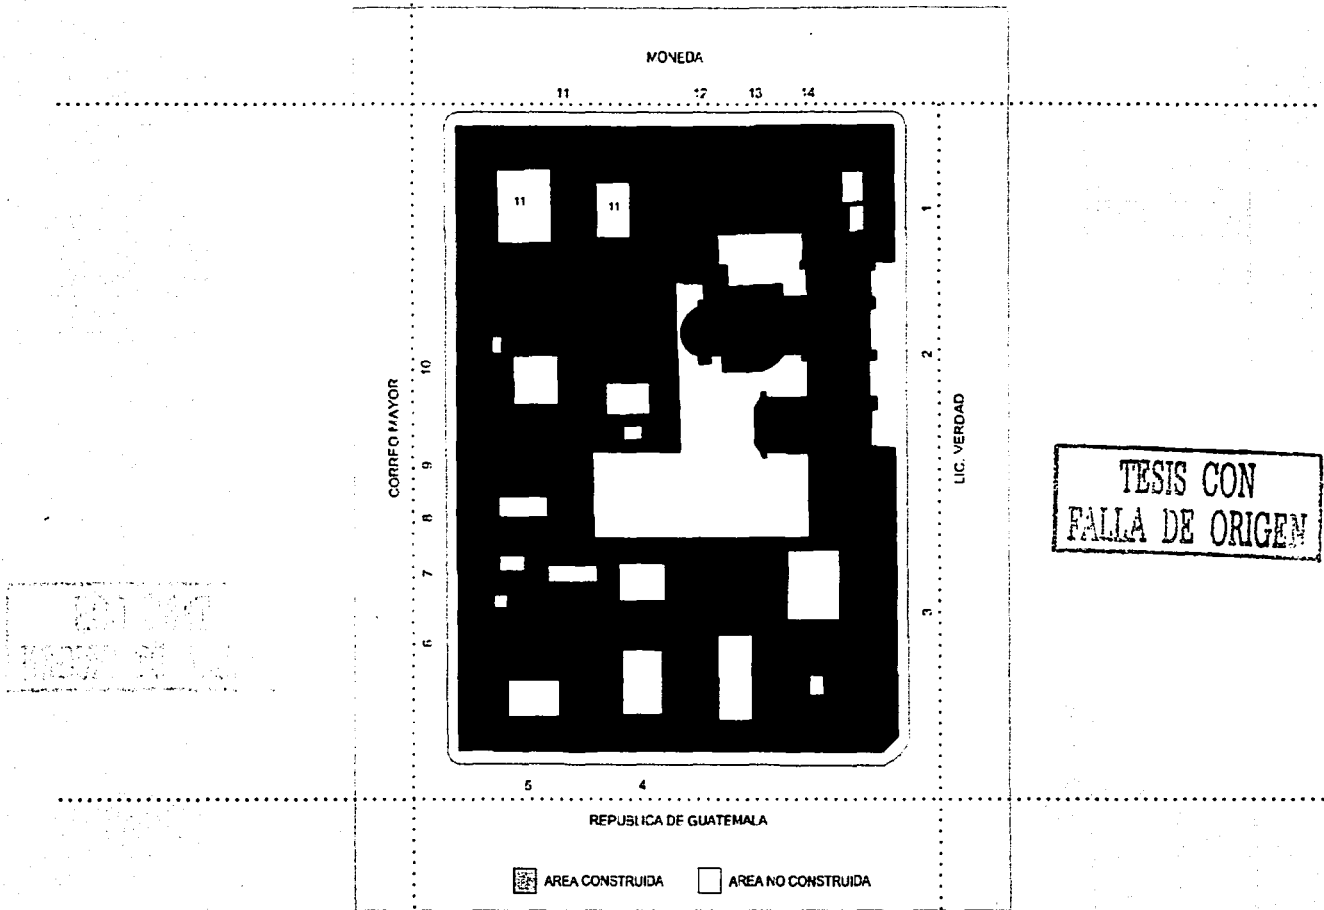 MONEDA
11 12 13 14
11 11
1
2
3
LIC. VERDAD
CORREO MAYOR
10
9
8
7
6
5 4
REPUBLICA DE GUATEMALA
AREA CONSTRUIDA AREA NO CONSTRUIDA
TESIS CON
FALLA DE ORIGEN